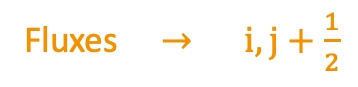 Fluxes → i, j + 1/2